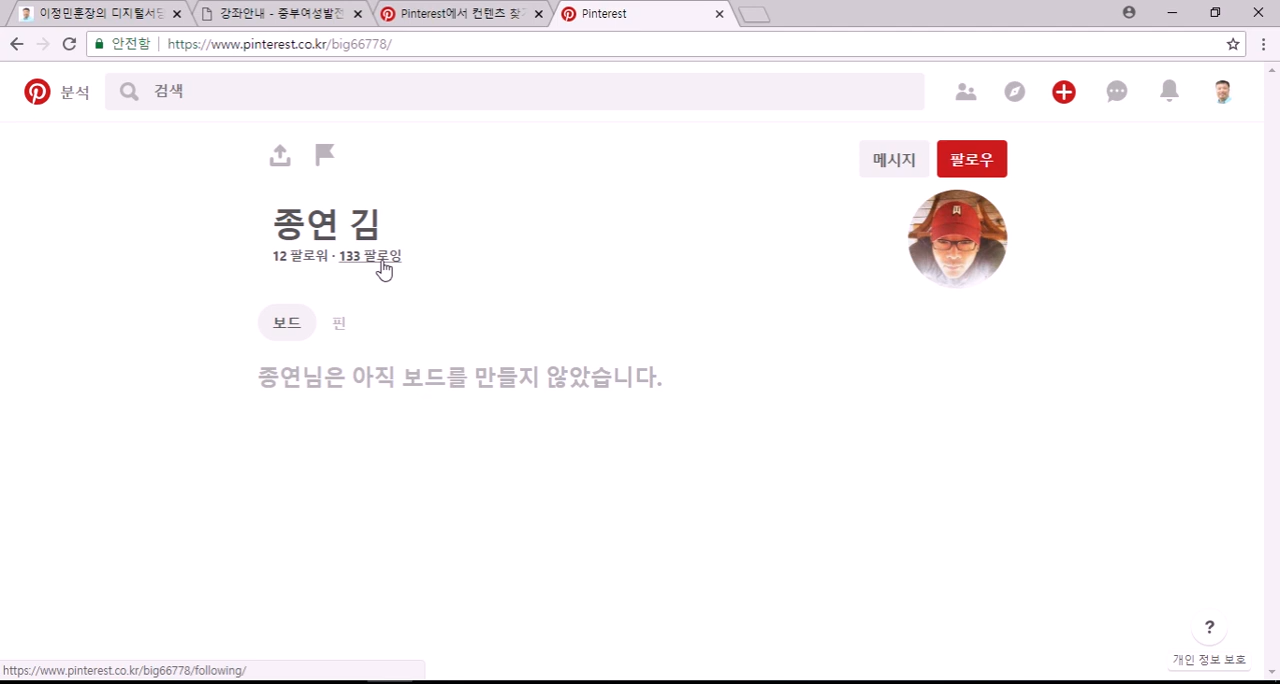 이정민훈장의 디지털서당
강좌안내 - 중부여성발전
Pinterest에서 컨텐츠 찾기
Pinterest
안전함 https://www.pinterest.co.kr/big66778/
분석 검색
메시지 팔로우
종연 김
12 팔로워 · 133 팔로잉
보드 핀
종연님은 아직 보드를 만들지 않았습니다.
?
개인 정보 보호
https://www.pinterest.co.kr/big66778/following/